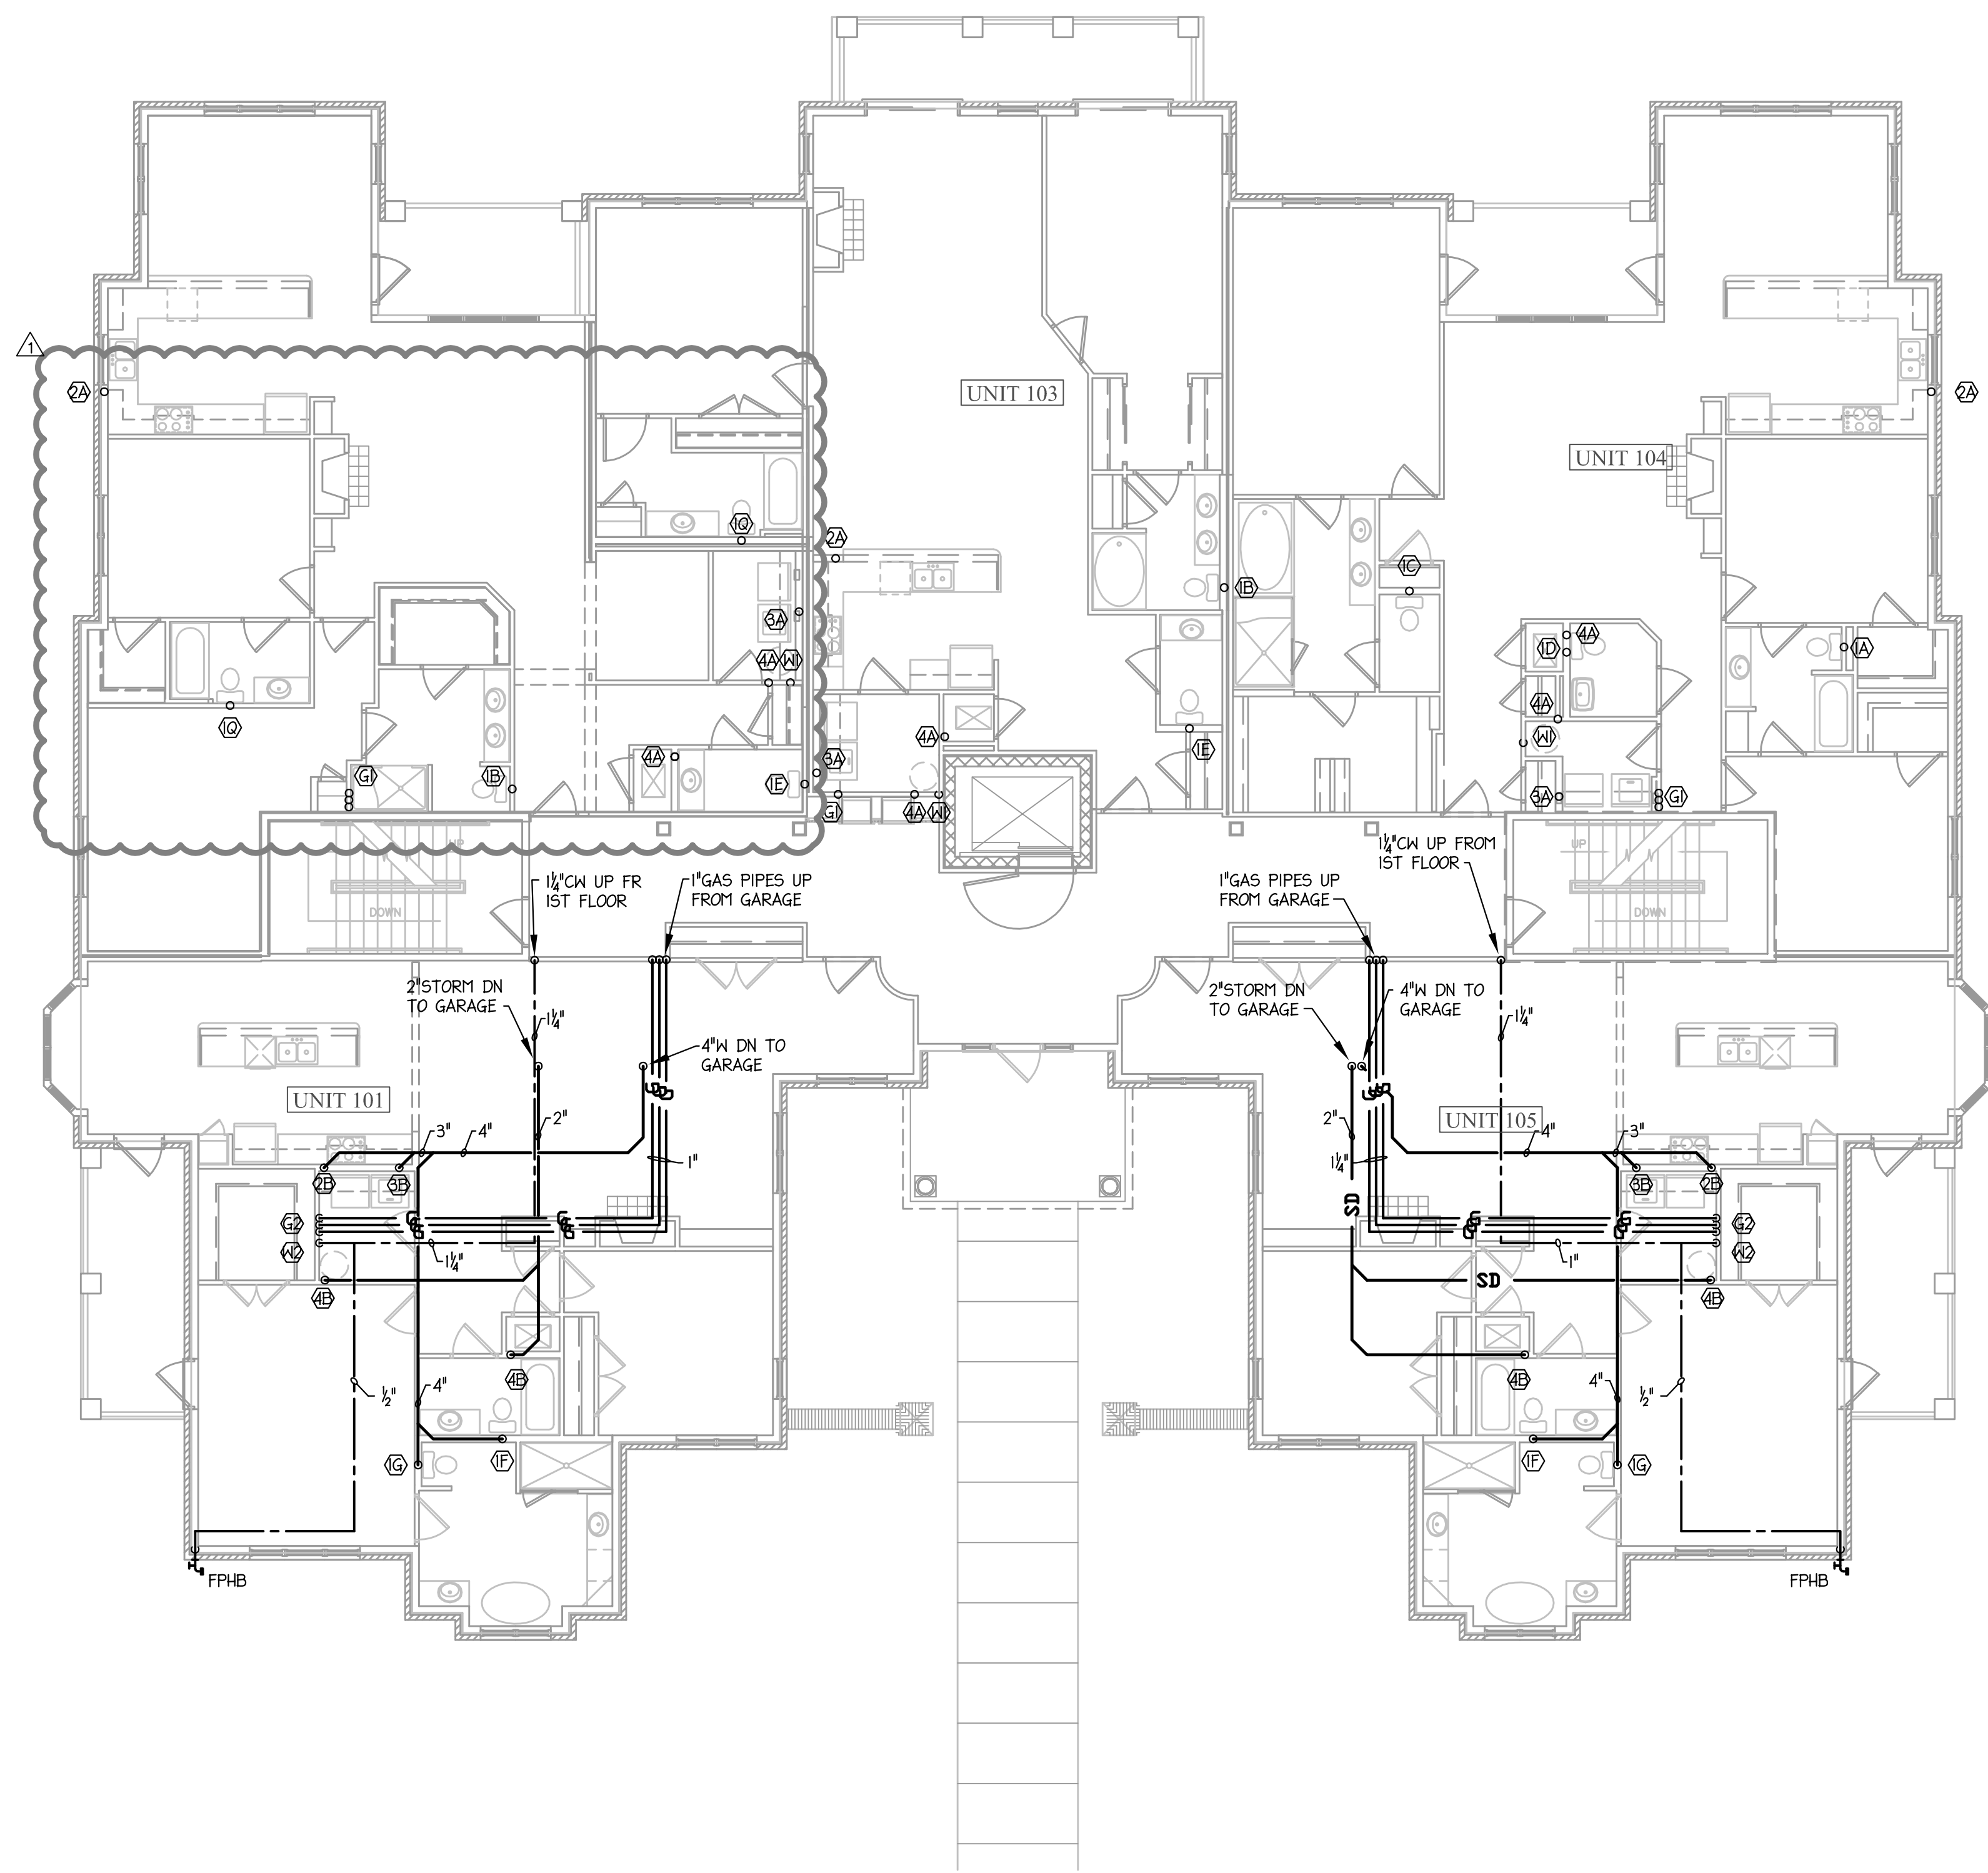 1
2A
UNIT 103
2A
UNIT 104
1Q
2A
1B
1C
3A
4A
1D
1A
4A
W1
1Q
4A
W1
4A
1E
G1
1B
4A
1E
3A
3A
G1
G1
4A
W1
UP
DOWN
1¼"CW UP FR
1ST FLOOR
1"GAS PIPES UP
FROM GARAGE
1"GAS PIPES UP
FROM GARAGE
1¼"CW UP FROM
1ST FLOOR
UP
DOWN
2"STORM DN
TO GARAGE
1¼"
4"W DN TO
GARAGE
2"STORM DN
TO GARAGE
4"W DN TO
GARAGE
1¼"
UNIT 101
G
G
G
G
G
G
UNIT 105
3"
4"
2"
1"
2"
1¼"
4"
3"
2B
3B
3B
2B
SD
G2
G
G
G
G
G
G
G
G
G
G
G
G
G2
W2
1¼"
1"
W2
4B
SD
4B
½"
4"
4B
4B
4"
½"
1G
1F
1F
1G
FPHB
FPHB